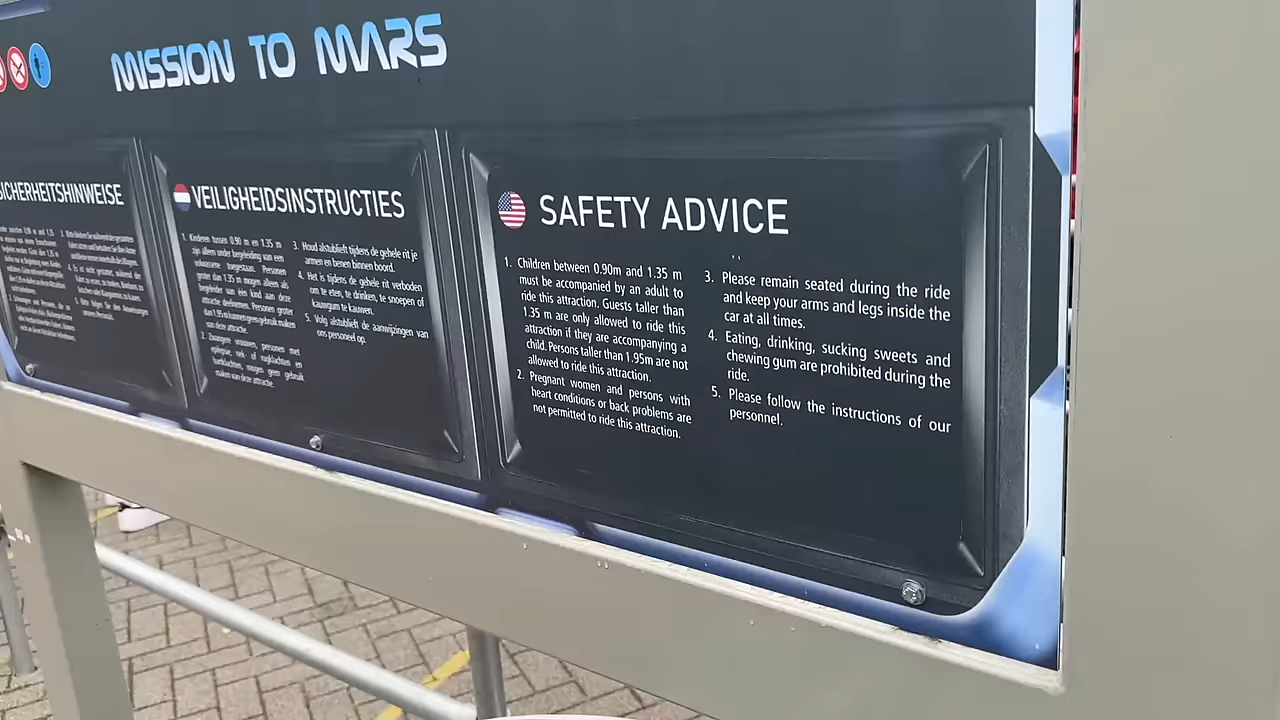 MISSION TO MARS
SICHERHEITSHINWEISE
VEILIGHEIDSINSTRUCTIES
1. Kinderen tussen 0.90 m en 1.35 m
zijn alleen onder begeleiding van een
volwassene toegestaan. Personen
groter dan 1.35 m mogen alleen als
begeleider van één kind aan deze
attractie deelnemen. Personen groter
dan 1.95 m kunnen geen gebruik maken
van deze attractie.
2. Zwangere vrouwen, personen met
epilepsie, nek- of rugklachten en
hartklachten, mogen geen gebruik
maken van deze attractie.
3. Houd alstublieft tijdens de gehele rit je
armen en benen binnen boord.
4. Het is tijdens de gehele rit verboden
om te eten, te drinken, te snoepen of
kauwgum te kauwen.
5. Volg alstublieft de aanwijzingen van
ons personeel op.
SAFETY ADVICE
1. Children between 0.90m and 1.35 m
must be accompanied by an adult to
ride this attraction. Guests taller than
1.35 m are only allowed to ride this
attraction if they are accompanying a
child. Persons taller than 1.95m are not
allowed to ride this attraction.
2. Pregnant women and persons with
heart conditions or back problems are
not permitted to ride this attraction.
3. Please remain seated during the ride
and keep your arms and legs inside the
car at all times.
4. Eating, drinking, sucking sweets and
chewing gum are prohibited during the
ride.
5. Please follow the instructions of our
personnel.